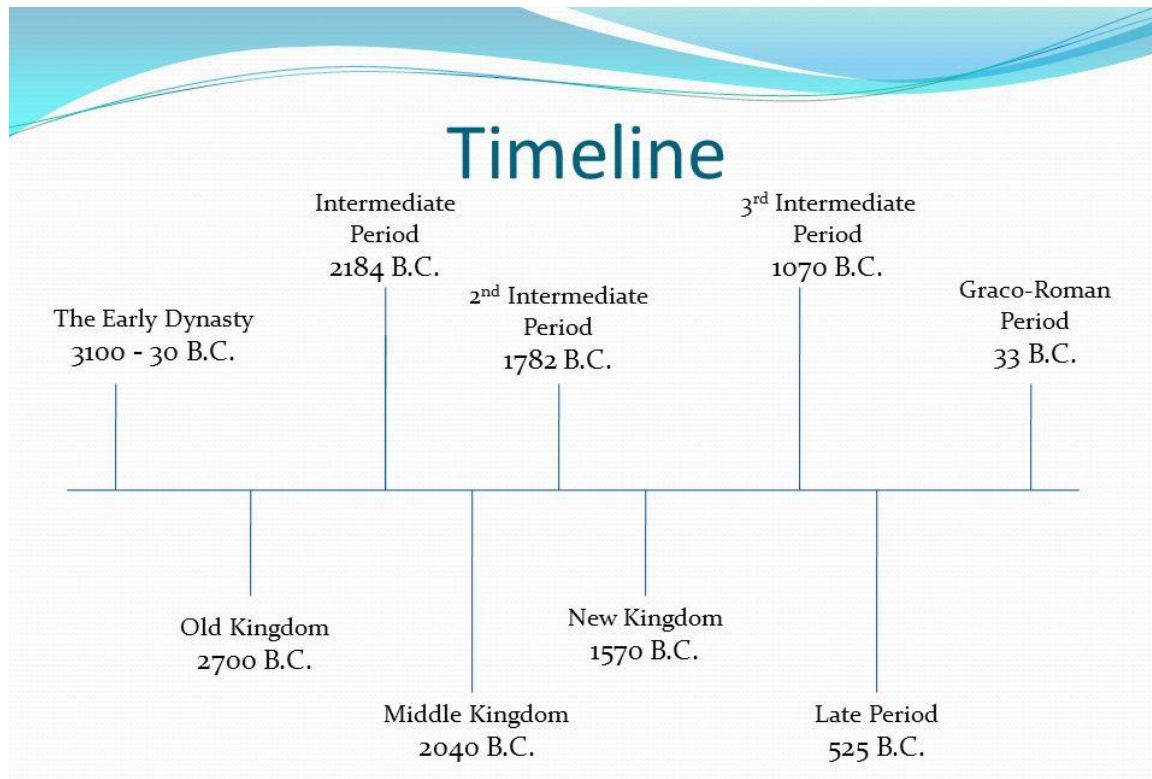 Timeline
Intermediate
Period
2184 B.C.
3rd Intermediate
Period
1070 B.C.
2nd Intermediate
Period
1782 B.C.
Graco-Roman
Period
33 B.C.
The Early Dynasty
3100 - 30 B.C.
Old Kingdom
2700 B.C.
New Kingdom
1570 B.C.
Middle Kingdom
2040 B.C.
Late Period
525 B.C.